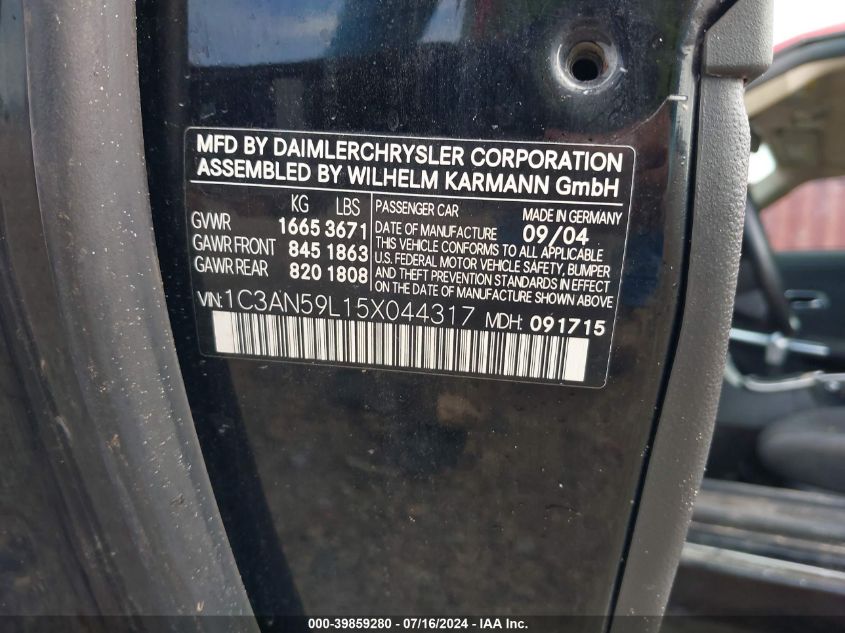 MFD BY DAIMLERCHRYSLER CORPORATION
ASSEMBLED BY WILHELM KARMANN GmbH
KG LBS
GVWR 1665 3671
GAWR FRONT 845 1863
GAWR REAR 820 1808
PASSENGER CAR MADE IN GERMANY
DATE OF MANUFACTURE 09/04
THIS VEHICLE CONFORMS TO ALL APPLICABLE
U.S. FEDERAL MOTOR VEHICLE SAFETY, BUMPER
AND THEFT PREVENTION STANDARDS IN EFFECT
ON THE DATE OF MANUFACTURE SHOWN ABOVE
VIN: 1C3AN59L15X044317 MDH: 091715
000-39859280 - 07/16/2024 - IAA Inc.